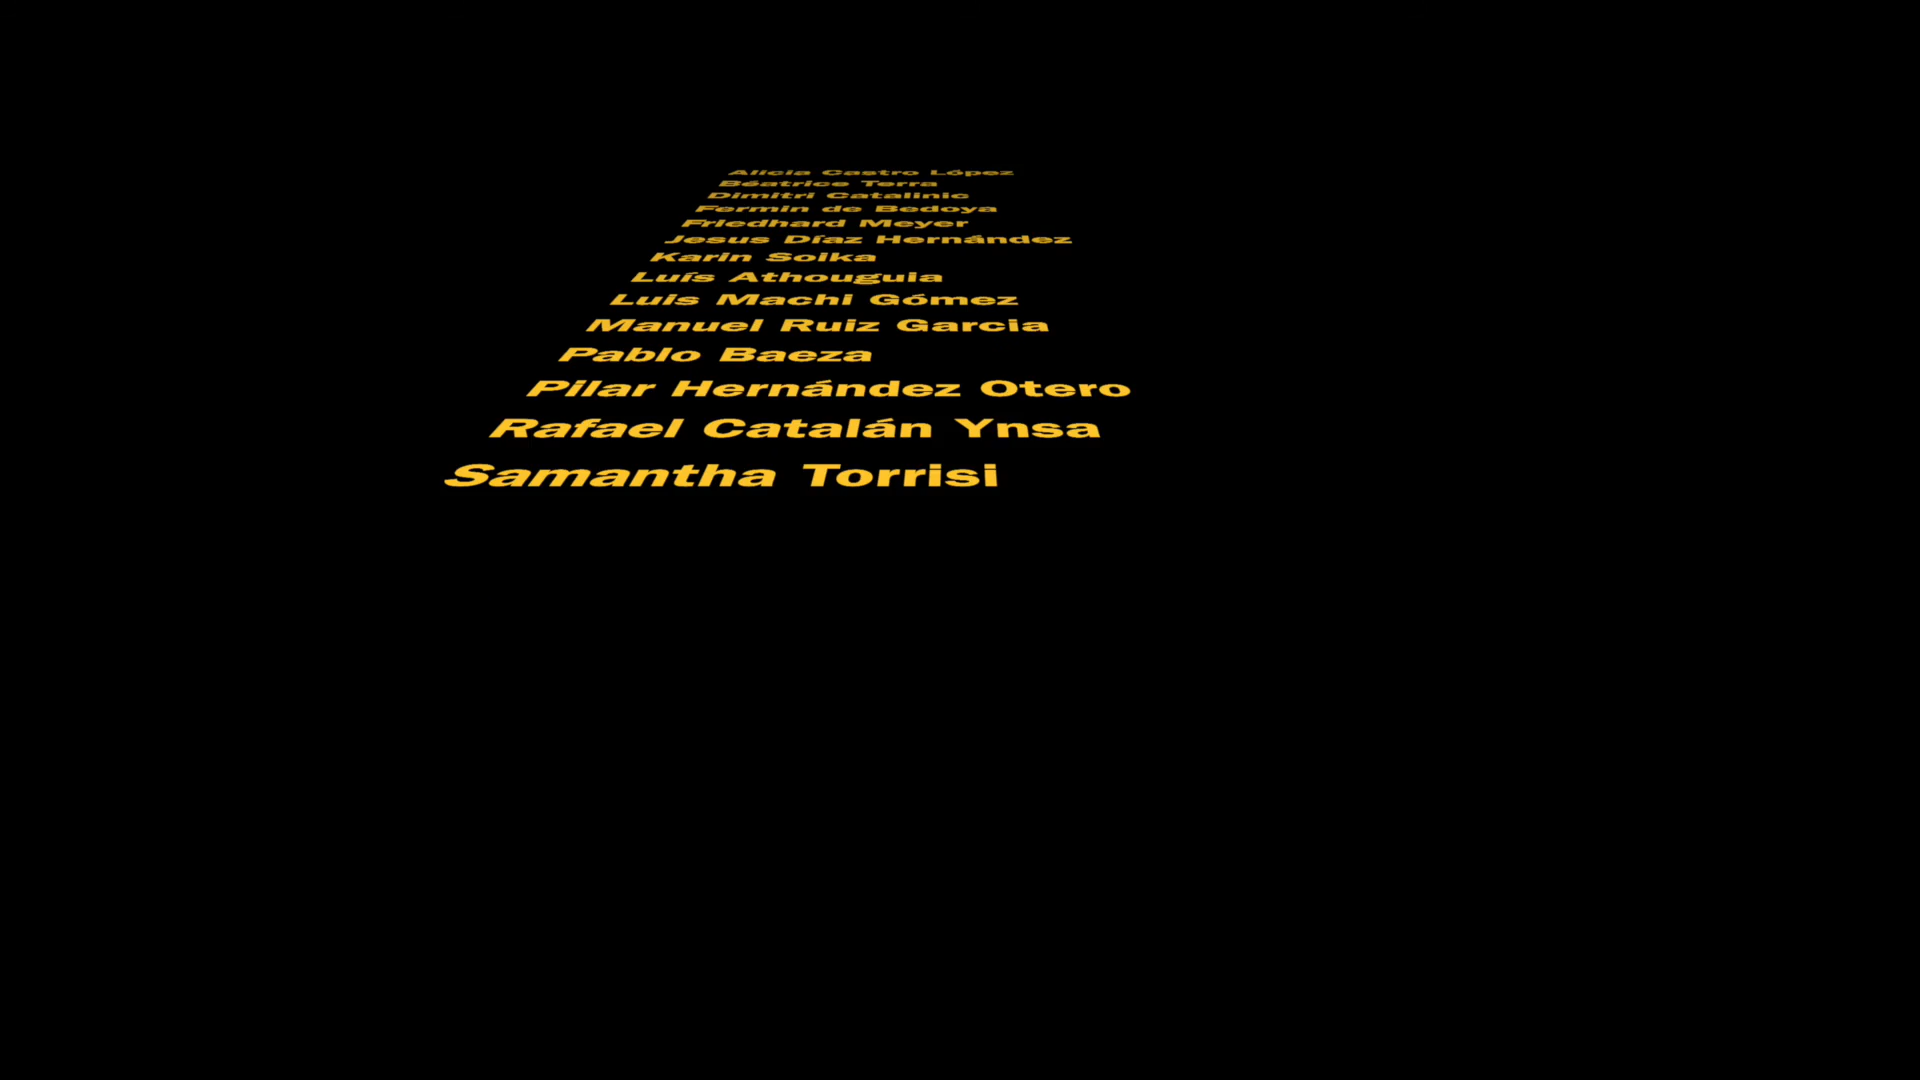 Alicia Castro López
Béatrice Terra
Dimitri Catalinic
Fermin de Bedoya
Friedhard Meyer
Jesus Díaz Hernández
Karin Soika
Luís Athouguia
Luis Machi Gómez
Manuel Ruiz Garcia
Pablo Baeza
Pilar Hernández Otero
Rafael Catalán Ynsa
Samantha Torrisi